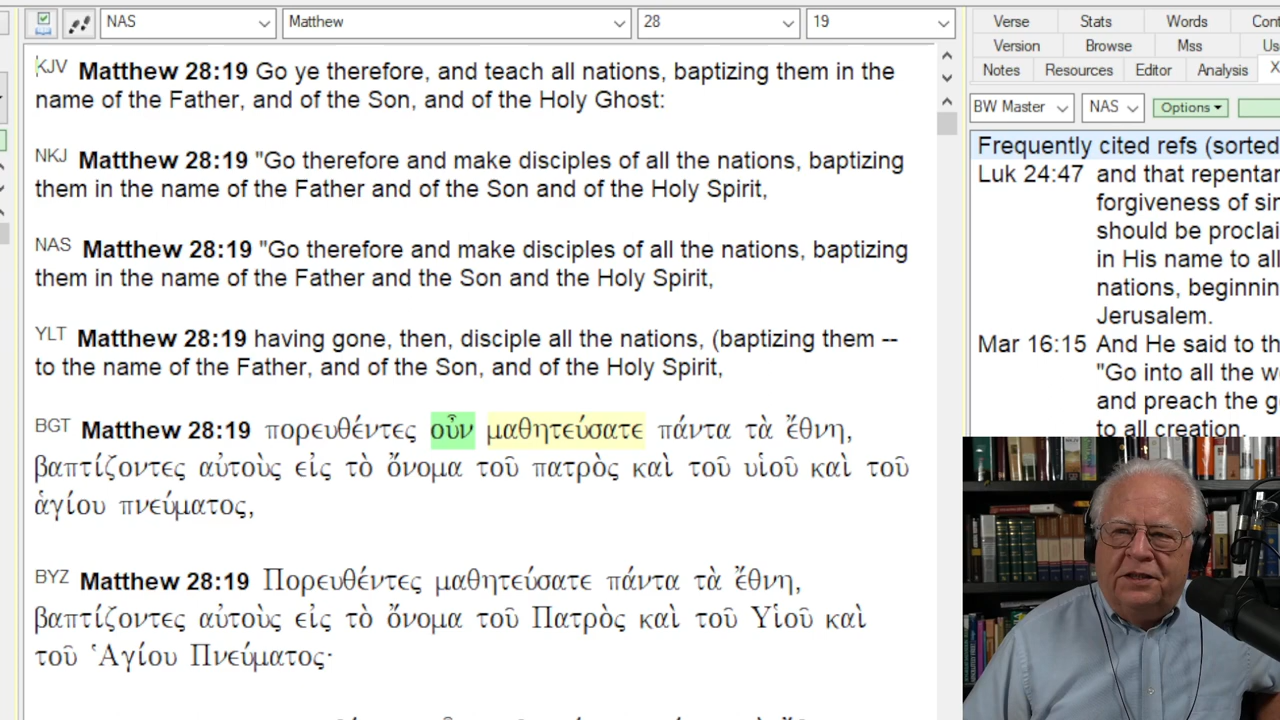 NAS Matthew 28 19
KJV Matthew 28:19 Go ye therefore, and teach all nations, baptizing them in the
name of the Father, and of the Son, and of the Holy Ghost:
NKJ Matthew 28:19 "Go therefore and make disciples of all the nations, baptizing
them in the name of the Father and of the Son and of the Holy Spirit,
NAS Matthew 28:19 "Go therefore and make disciples of all the nations, baptizing
them in the name of the Father and the Son and the Holy Spirit,
YLT Matthew 28:19 having gone, then, disciple all the nations, (baptizing them --
to the name of the Father, and of the Son, and of the Holy Spirit,
BGT Matthew 28:19 πορευθέντες οὖν μαθητεύσατε πάντα τὰ ἔθνη,
βαπτίζοντες αὐτοὺς εἰς τὸ ὄνομα τοῦ πατρὸς καὶ τοῦ υἱοῦ καὶ τοῦ
ἁγίου πνεύματος,
BYZ Matthew 28:19 Πορευθέντες μαθητεύσατε πάντα τὰ ἔθνη,
βαπτίζοντες αὐτοὺς εἰς τὸ ὄνομα τοῦ Πατρὸς καὶ τοῦ Υἱοῦ καὶ
τοῦ Ἁγίου Πνεύματος·
Verse Stats Words
Version Browse Mss
Notes Resources Editor Analysis X
BW Master NAS Options
Frequently cited refs (sorted
Luk 24:47 and that repentan
forgiveness of sin
should be proclai
in His name to all
nations, beginnin
Jerusalem.
Mar 16:15 And He said to th
"Go into all the w
and preach the g
to all creation.